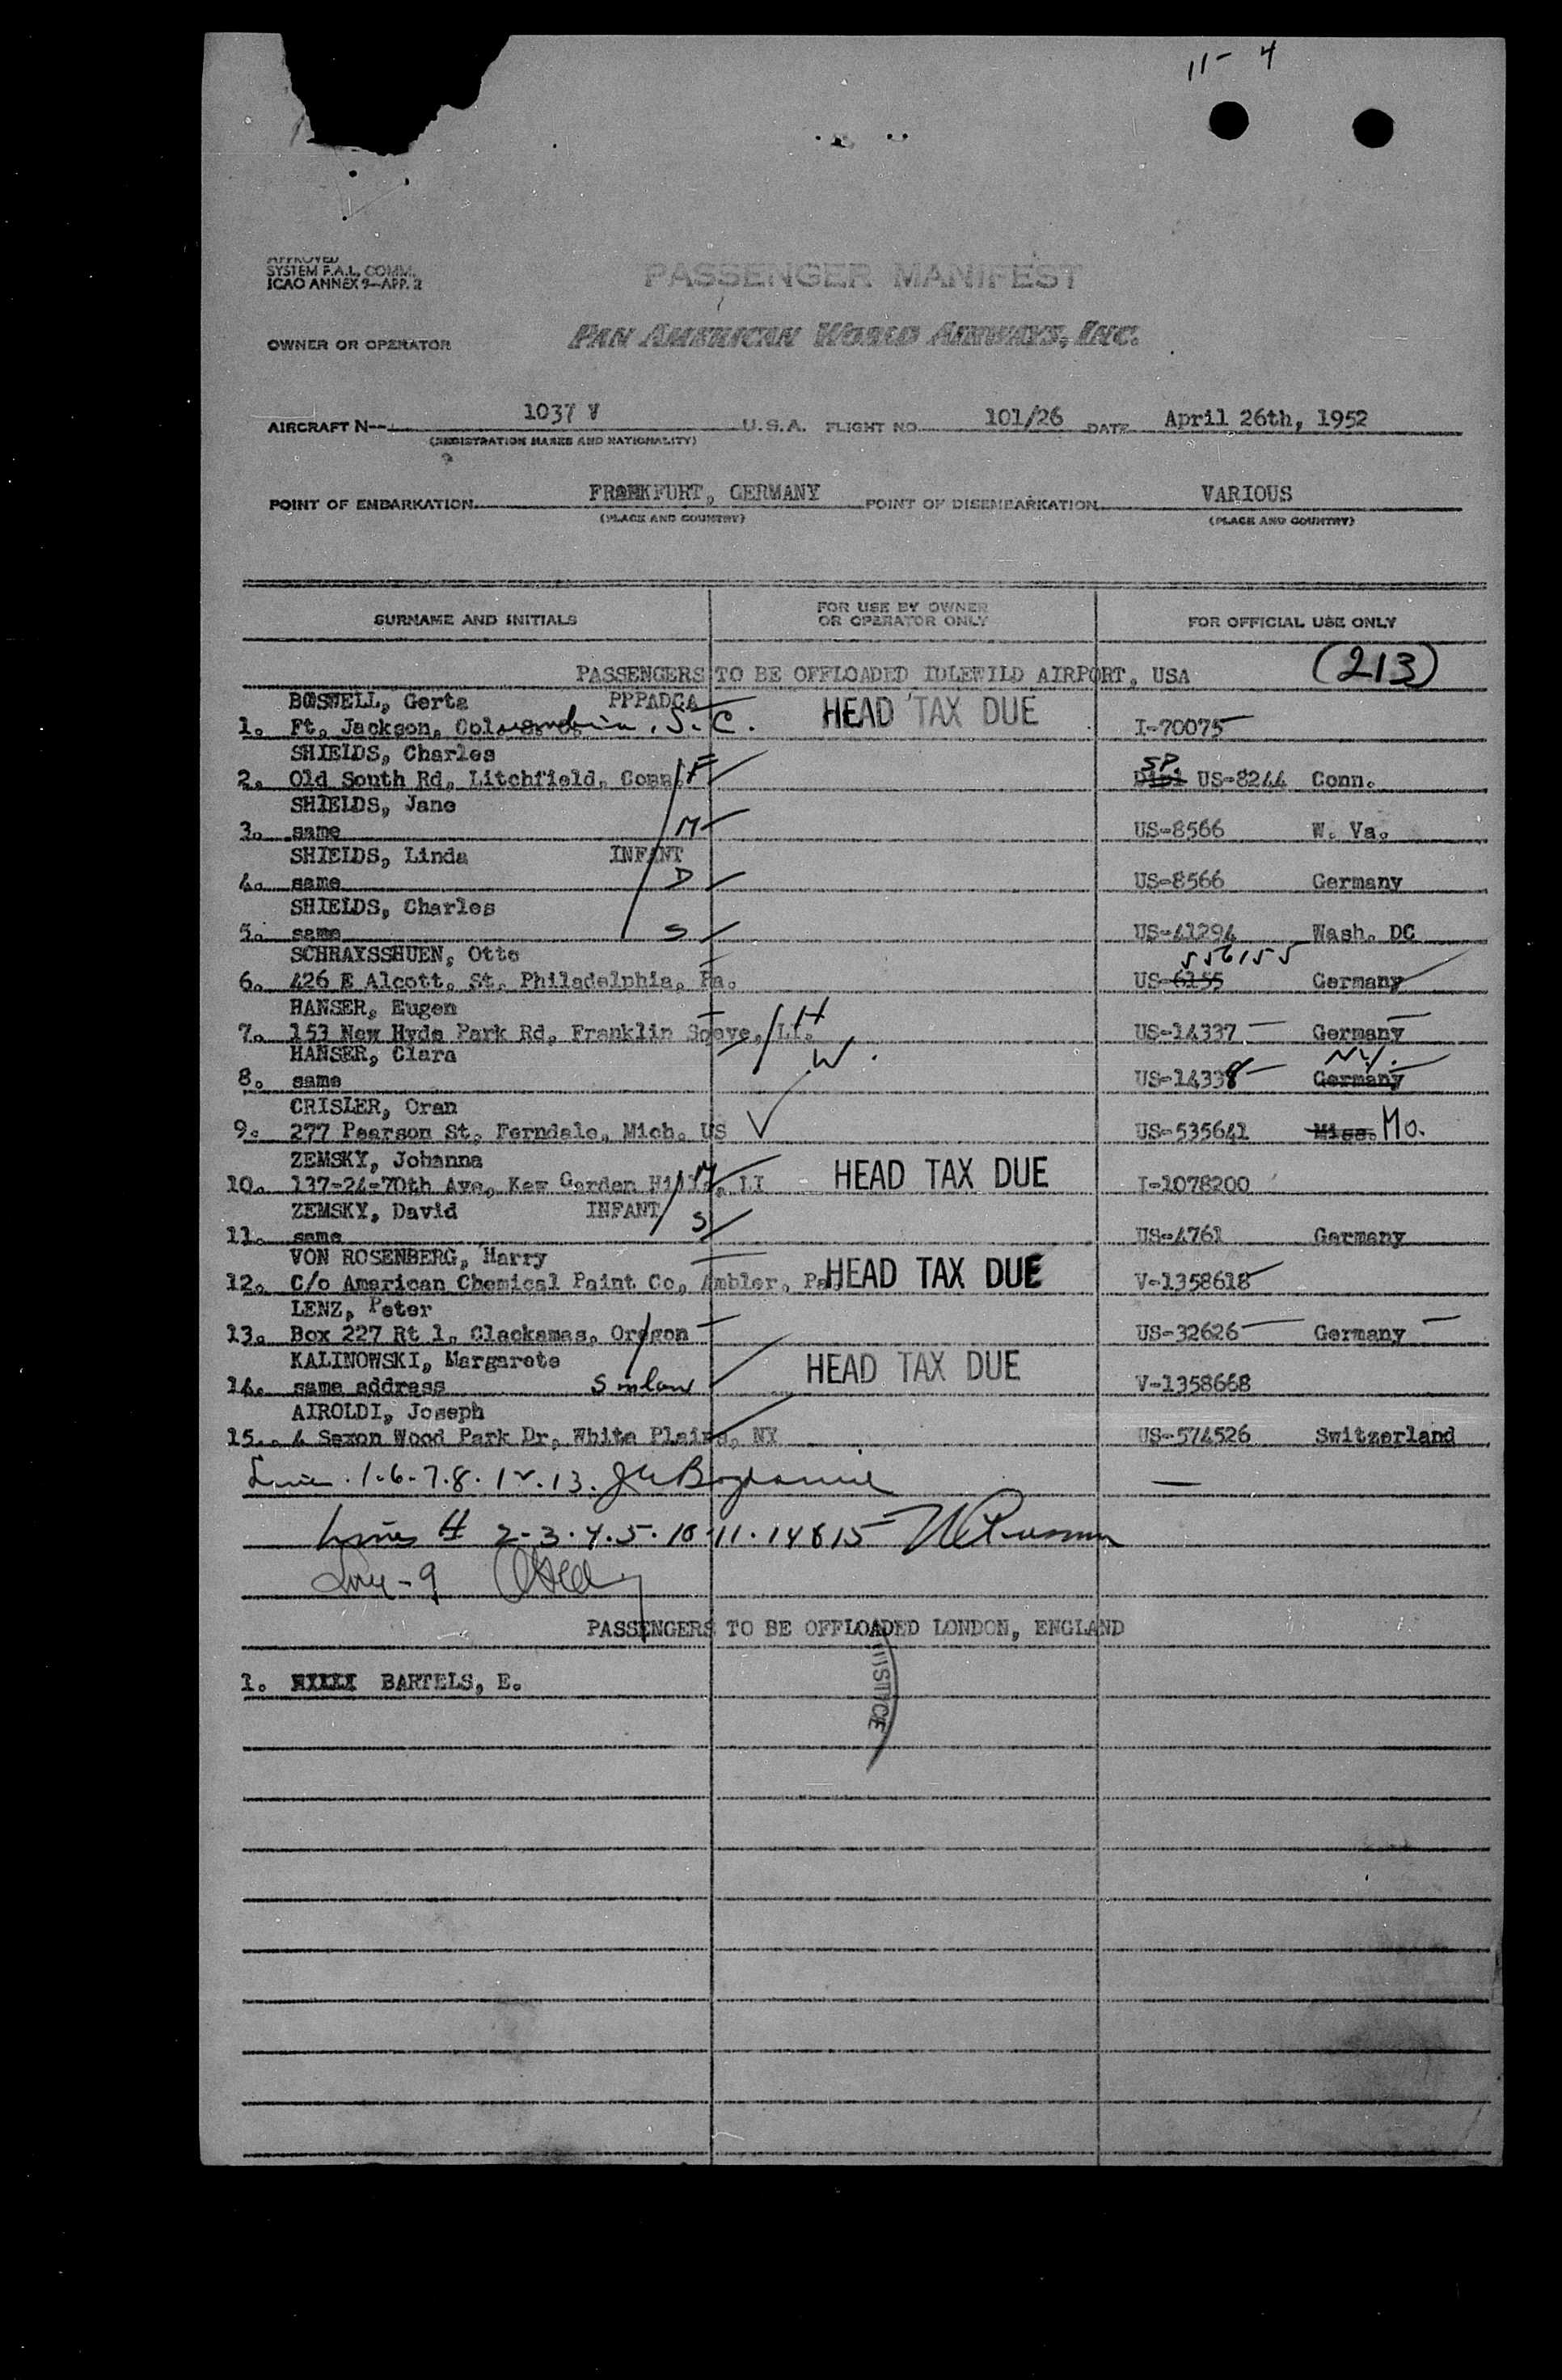 11- 4
APPROVED
SYSTEM F.A.L. COMM.
ICAO ANNEX 9-APP. 2
PASSENGER MANIFEST
OWNER OR OPERATOR PAN AMERICAN WORLD AIRWAYS, INC.
AIRCRAFT N- 1037 V U.S.A. FLIGHT NO. 101/26 DATE April 26th, 1952
(REGISTRATION MARKS AND NATIONALITY)
POINT OF EMBARKATION FRANKFURT, GERMANY POINT OF DISEMBARKATION VARIOUS
(PLACE AND COUNTRY) (PLACE AND COUNTRY)
SURNAME AND INITIALS FOR USE BY OWNER OR OPERATOR ONLY FOR OFFICIAL USE ONLY
PASSENGERS TO BE OFFLOADED IDLEWILD AIRPORT, USA (213)
BOSWELL, Gerta PPPADCA HEAD TAX DUE
1. Ft. Jackson, Columbia, S.C. I-70075
SHIELDS, Charles F SP.
2. Old South Rd, Litchfield, Conn. Dipl US-8244 Conn.
SHIELDS, Jane
3. same M US-8566 W. Va.
SHIELDS, Linda INFANT
4. same D US-8566 Germany
SHIELDS, Charles
5. same S US-41294 Wash. DC
SCHRAYSSHUEN, Otto 556155
6. 426 E Alcott. St. Philadelphia, Pa. US-6155 Germany
HANSER, Eugen H
7. 153 New Hyde Park Rd, Franklin Sqaye, LI. US-14337 Germany
HANSER, Clara W. N.Y.
8. same US-14338 Germany
CRISLER, Oran
9. 277 Pearson St. Ferndale, Mich. US US-535641 Miss. Mo.
ZEMSKY, Johanna M HEAD TAX DUE
10. 137-24-70th Ave, Kew Garden Hills, LI I-1078200
ZEMSKY, David INFANT S
11. same US-4761 Germany
VON ROSENBERG, Harry HEAD TAX DUE
12. C/o American Chemical Paint Co, Ambler, Pa. V-1358618
LENZ, Peter
13. Box 227 Rt 1, Clackamas, Oregon US-32626 Germany
KALINOWSKI, Margarete HEAD TAX DUE
14. same address S inlaw V-1358668
AIROLDI, Joseph
15. 4 Saxon Wood Park Dr, White Plains, NY US-574526 Switzerland
1.6.7.8.12.13.
Lines # 2-3.4.5.10.11.14&15
Line-9
PASSENGERS TO BE OFFLOADED LONDON, ENGLAND
1. BARTELS, E.
USTICE